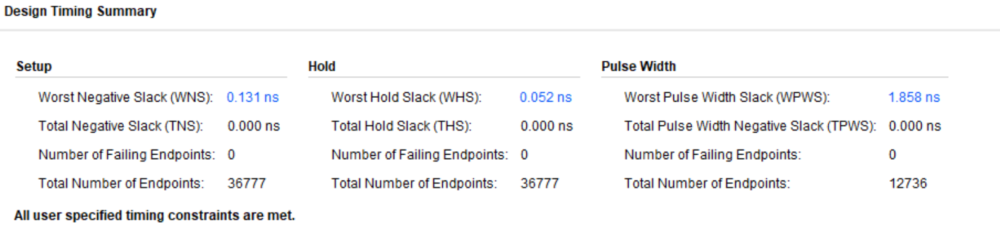 Design Timing Summary
Setup Hold Pulse Width
Worst Negative Slack (WNS): 0.131 ns Worst Hold Slack (WHS): 0.052 ns Worst Pulse Width Slack (WPWS): 1.858 ns
Total Negative Slack (TNS): 0.000 ns Total Hold Slack (THS): 0.000 ns Total Pulse Width Negative Slack (TPWS): 0.000 ns
Number of Failing Endpoints: 0 Number of Failing Endpoints: 0 Number of Failing Endpoints: 0
Total Number of Endpoints: 36777 Total Number of Endpoints: 36777 Total Number of Endpoints: 12736
All user specified timing constraints are met.